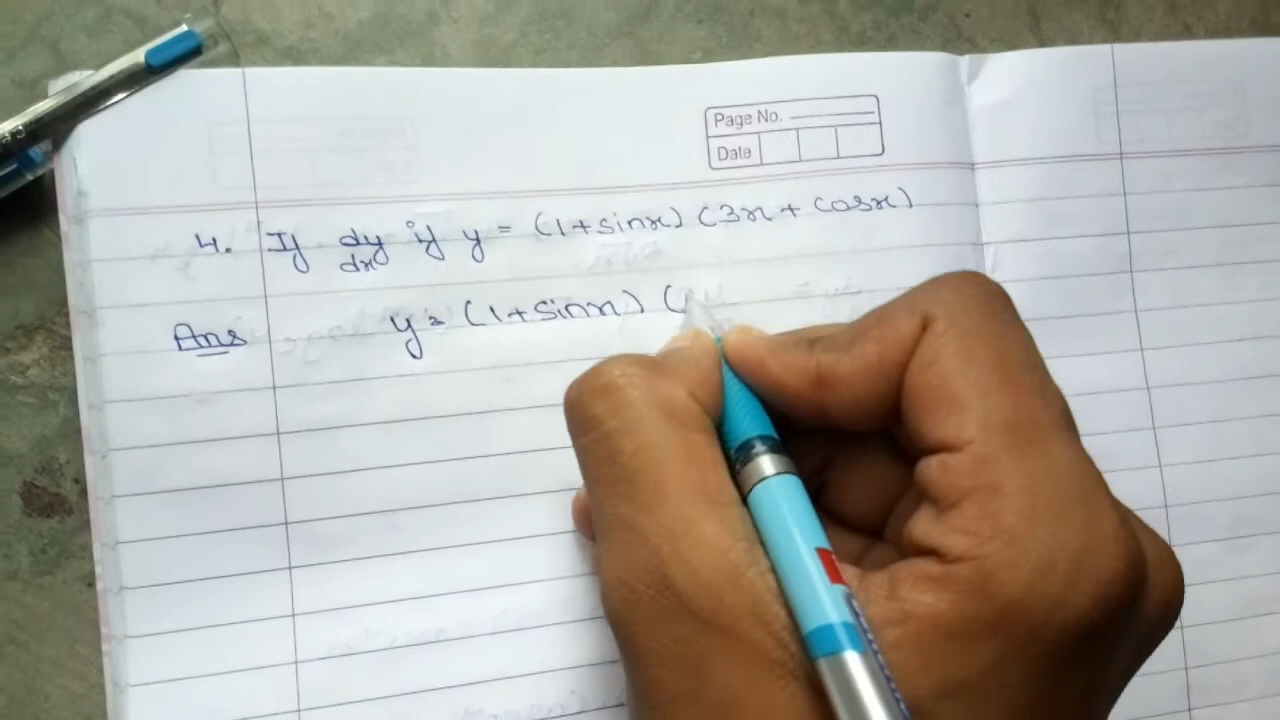 Page No.
Date
4. If dy/dx if y = (1+sinx) (3x + cosx)
Ans y = (1+sinx) (